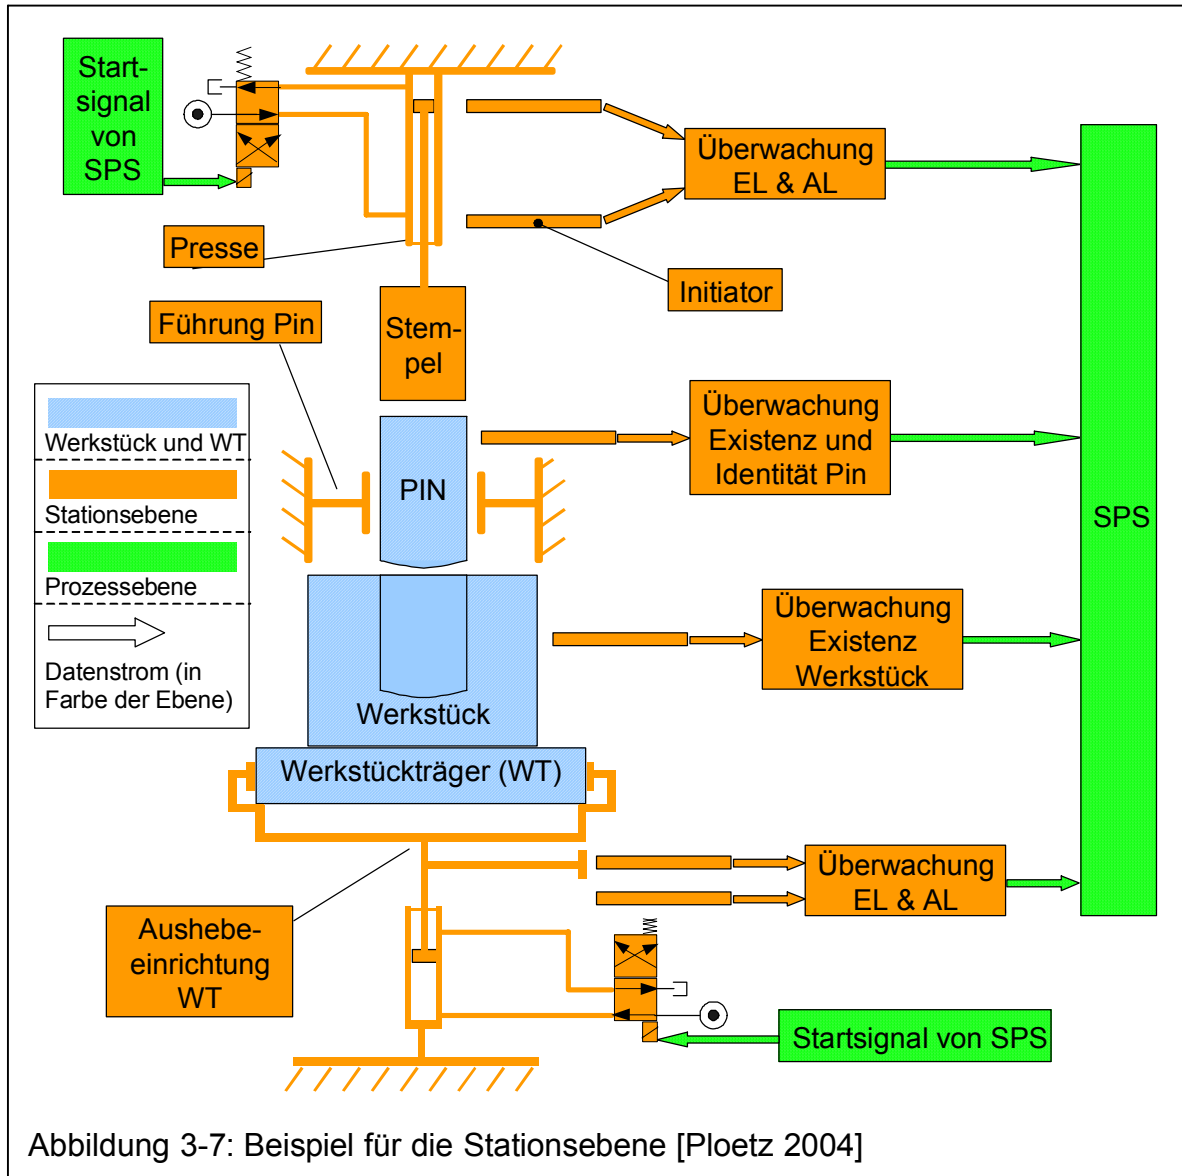 Start-
signal
von
SPS
Presse
Führung Pin
Stem-
pel
PIN
Werkstück
Werkstückträger (WT)
Aushebe-
einrichtung
WT
Überwachung
EL & AL
Initiator
Überwachung
Existenz und
Identität Pin
Überwachung
Existenz
Werkstück
Überwachung
EL & AL
Startsignal von SPS
SPS
Werkstück und WT
Stationsebene
Prozessebene
Datenstrom (in
Farbe der Ebene)
Abbildung 3-7: Beispiel für die Stationsebene [Ploetz 2004]